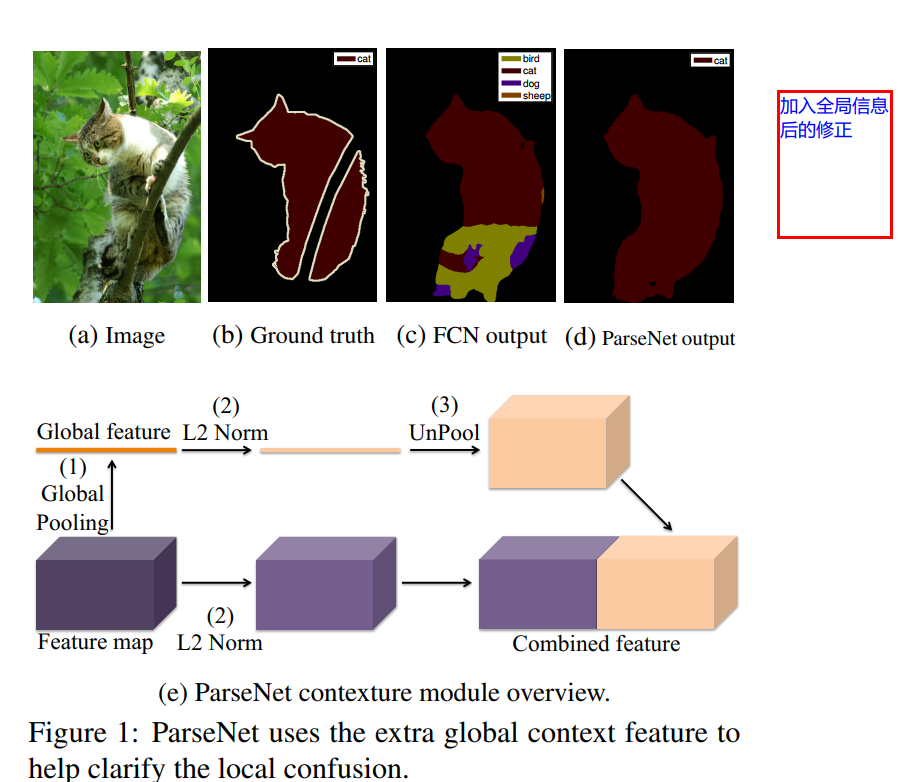 cat
bird
cat
dog
sheep
cat
加入全局信息
后的修正
(a) Image
(b) Ground truth
(c) FCN output
(d) ParseNet output
(2)
L2 Norm
(3)
UnPool
Global feature
(1)
Global
Pooling
Feature map
(2)
L2 Norm
Combined feature
(e) ParseNet contexture module overview.
Figure 1: ParseNet uses the extra global context feature to
help clarify the local confusion.